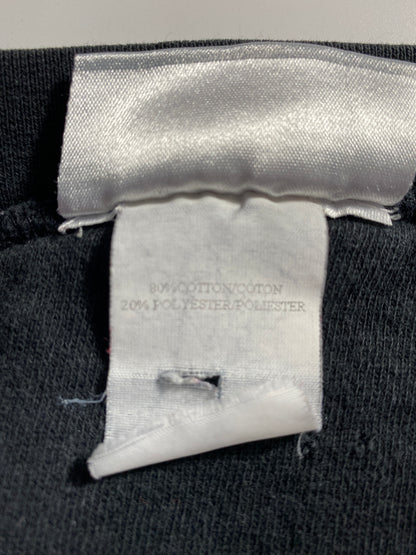 80% COTTON/COTON
20% POLYESTER/POLIESTER